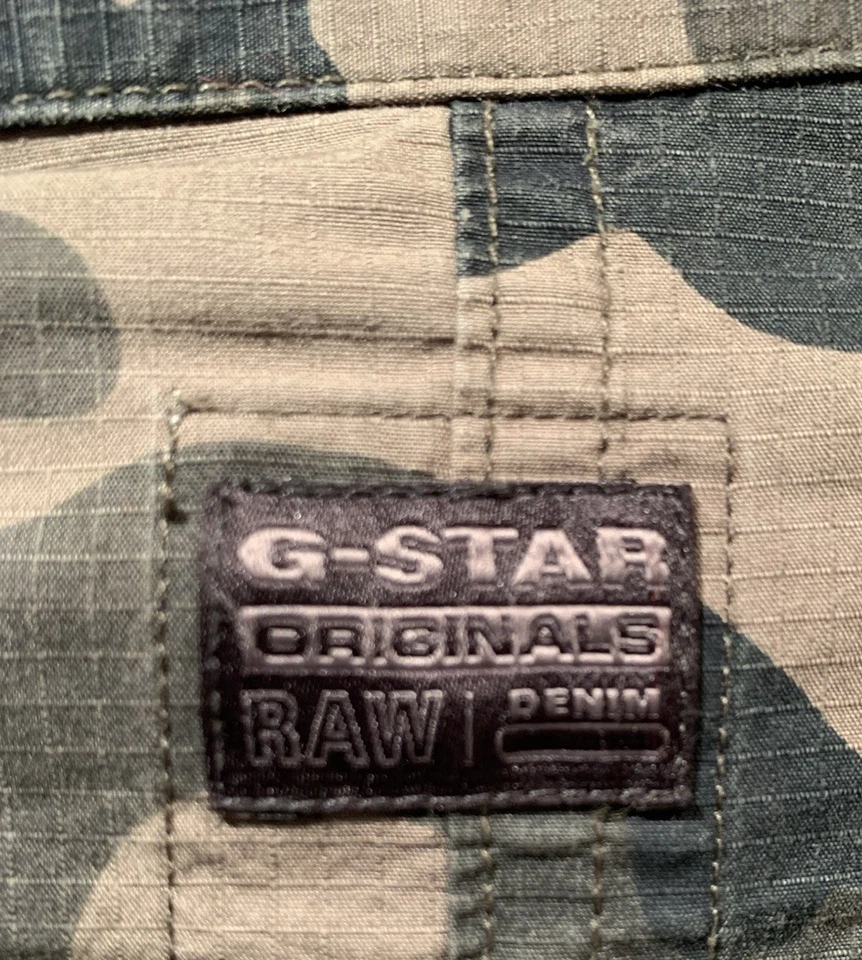 G-STAR
ORIGINALS
RAW | DENIM